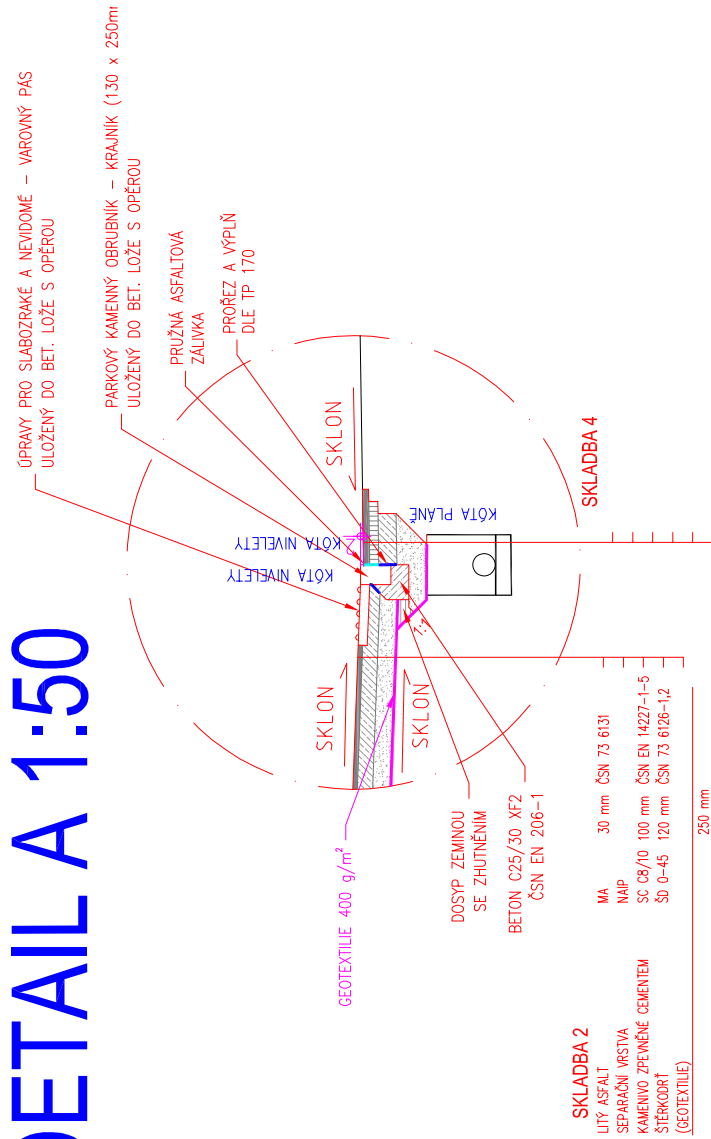 DETAIL A 1:50
ÚPRAVY PRO SLABOZRAKÉ A NEVIDOMÉ - VAROVNÝ PÁS
ULOŽENÝ DO BET. LOŽE S OPĚROU
PARKOVÝ KAMENNÝ OBRUBNÍK - KRAJNÍK (130 x 250mm
ULOŽENÝ DO BET. LOŽE S OPĚROU
PRUŽNÁ ASFALTOVÁ
ZÁLIVKA
PROŘEZ A VÝPLŇ
DLE TP 170
SKLON
SKLON
SKLON
KÓTA NIVELETY
KÓTA NIVELETY
KÓTA PLÁNĚ
1:1
GEOTEXTILIE 400 g/m²
DOSYP ZEMINOU
SE ZHUTNĚNÍM
BETON C25/30 XF2
ČSN EN 206-1
SKLADBA 4
SKLADBA 2
LITÝ ASFALT MA 30 mm ČSN 73 6131
SEPARAČNÍ VRSTVA NAIP
KAMENIVO ZPEVNĚNÉ CEMENTEM SC C8/10 100 mm ČSN EN 14227-1-5
ŠTĚRKODRŤ ŠD 0-45 120 mm ČSN 73 6126-1,2
(GEOTEXTILIE)
250 mm